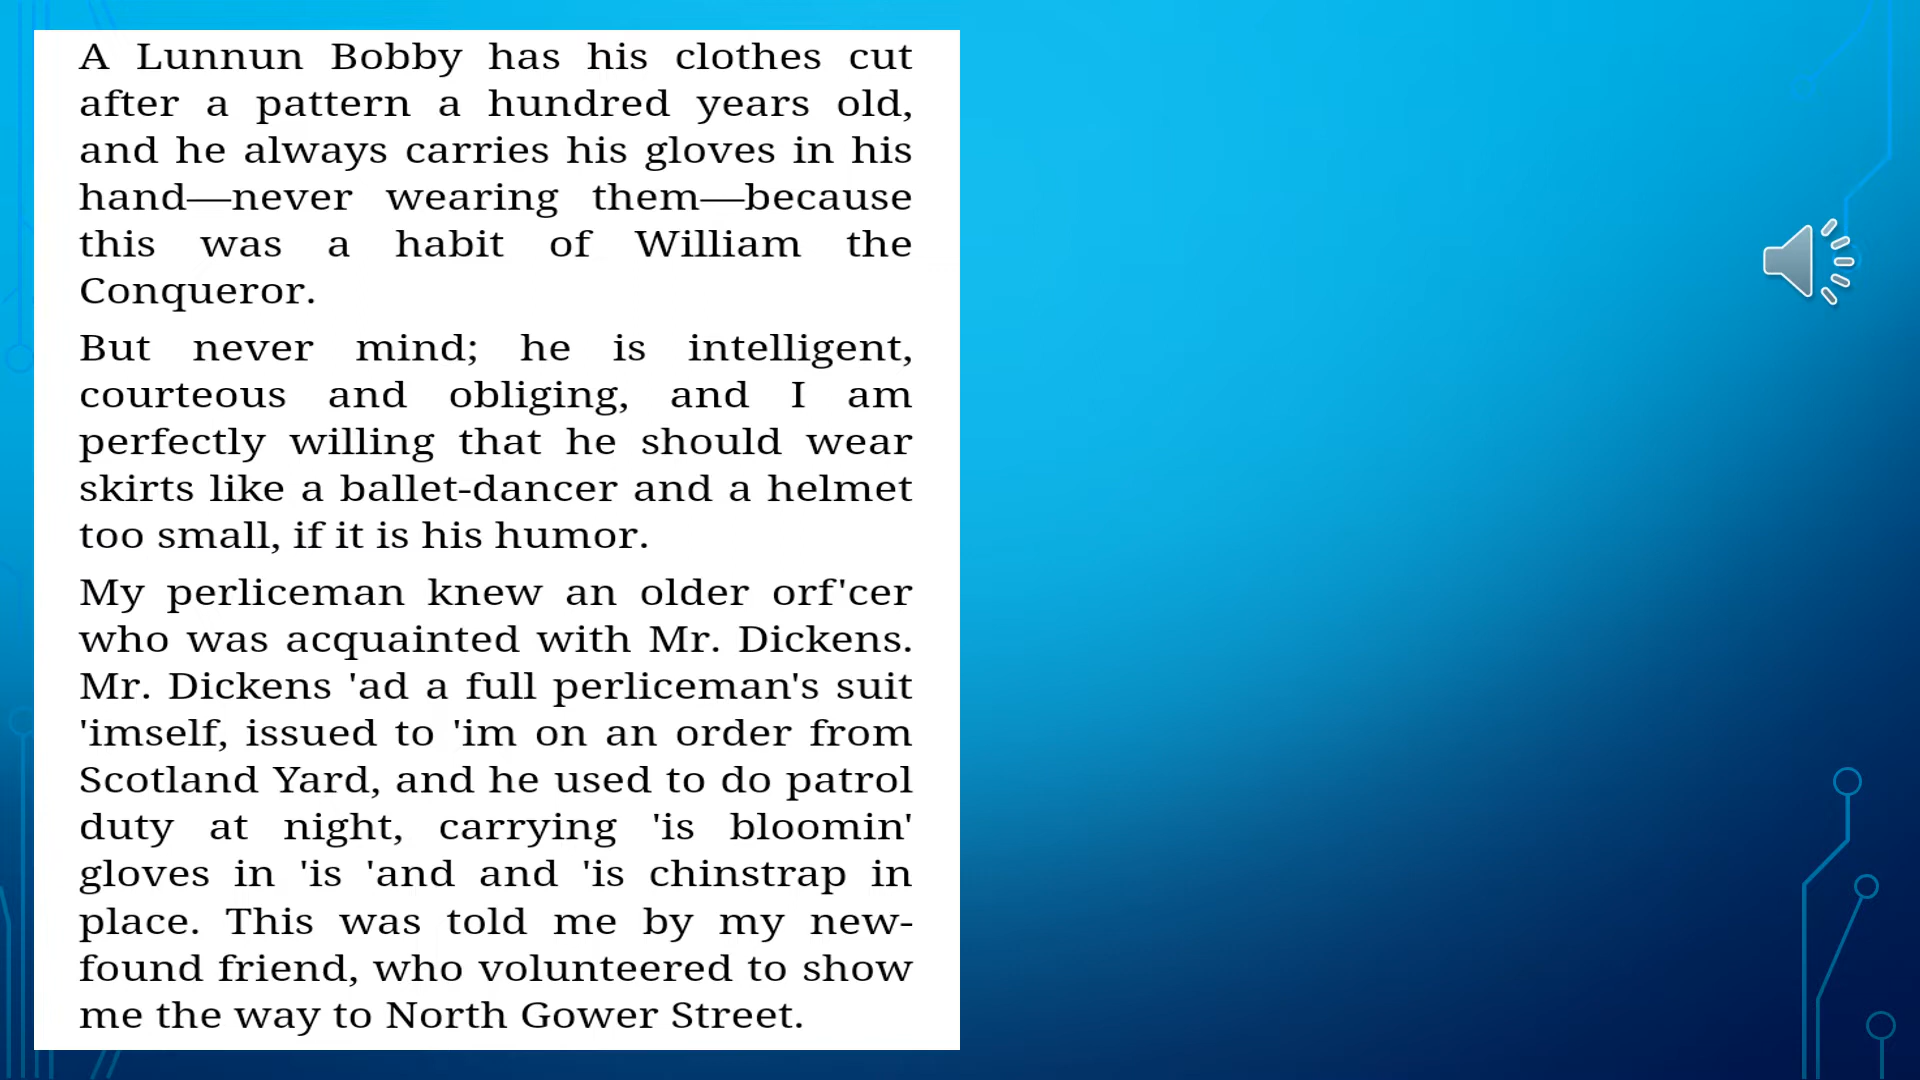 A Lunnun Bobby has his clothes cut
after a pattern a hundred years old,
and he always carries his gloves in his
hand—never wearing them—because
this was a habit of William the
Conqueror.
But never mind; he is intelligent,
courteous and obliging, and I am
perfectly willing that he should wear
skirts like a ballet-dancer and a helmet
too small, if it is his humor.
My perliceman knew an older orf'cer
who was acquainted with Mr. Dickens.
Mr. Dickens 'ad a full perliceman's suit
'imself, issued to 'im on an order from
Scotland Yard, and he used to do patrol
duty at night, carrying 'is bloomin'
gloves in 'is 'and and 'is chinstrap in
place. This was told me by my new-
found friend, who volunteered to show
me the way to North Gower Street.